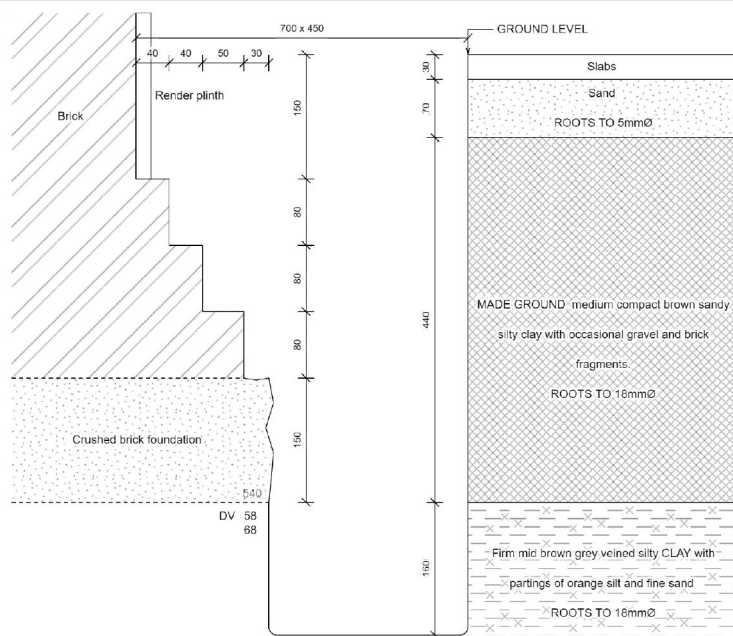 700 x 450
GROUND LEVEL
40 40 50 30
30
Slabs
Render plinth
Brick
150
70
Sand
ROOTS TO 5mmØ
80
80
80
440
MADE GROUND medium compact brown sandy
silty clay with occasional gravel and brick
fragments.
ROOTS TO 18mmØ
Crushed brick foundation
150
540
DV 58
68
160
Firm mid brown grey veined silty CLAY with
partings of orange silt and fine sand
ROOTS TO 18mmØ